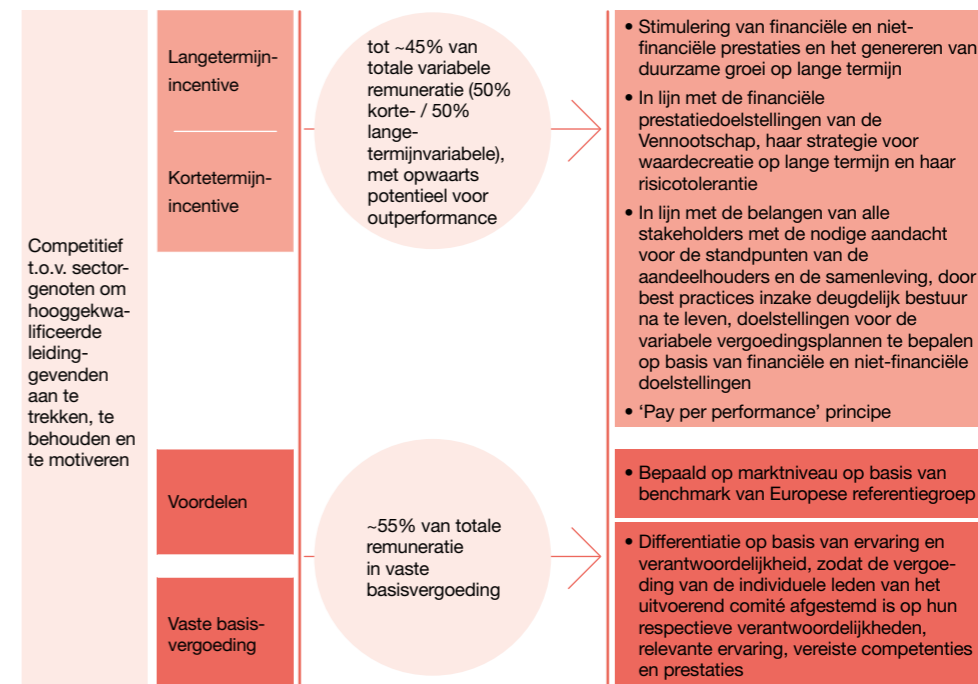 Competitief
t.o.v. sector-
genoten om
hooggekwa-
lificeerde
leiding-
gevenden
aan te
trekken, te
behouden en
te motiveren
Langetermijn-
incentive
Kortetermijn-
incentive
tot ~45% van
totale variabele
remuneratie (50%
korte- / 50%
lange-
termijnvariabele),
met opwaarts
potentieel voor
outperformance
• Stimulering van financiële en niet-
financiële prestaties en het genereren van
duurzame groei op lange termijn
• In lijn met de financiële
prestatiedoelstellingen van de
Vennootschap, haar strategie voor
waardecreatie op lange termijn en haar
risicotolerantie
• In lijn met de belangen van alle
stakeholders met de nodige aandacht
voor de standpunten van de
aandeelhouders en de samenleving, door
best practices inzake deugdelijk bestuur
na te leven, doelstellingen voor de
variabele vergoedingsplannen te bepalen
op basis van financiële en niet-financiële
doelstellingen
• ‘Pay per performance’ principe
Voordelen
Vaste basis-
vergoeding
~55% van totale
remuneratie
in vaste
basisvergoeding
• Bepaald op marktniveau op basis van
benchmark van Europese referentiegroep
• Differentiatie op basis van ervaring en
verantwoordelijkheid, zodat de vergoe-
ding van de individuele leden van het
uitvoerend comité afgestemd is op hun
respectieve verantwoordelijkheden,
relevante ervaring, vereiste competenties
en prestaties